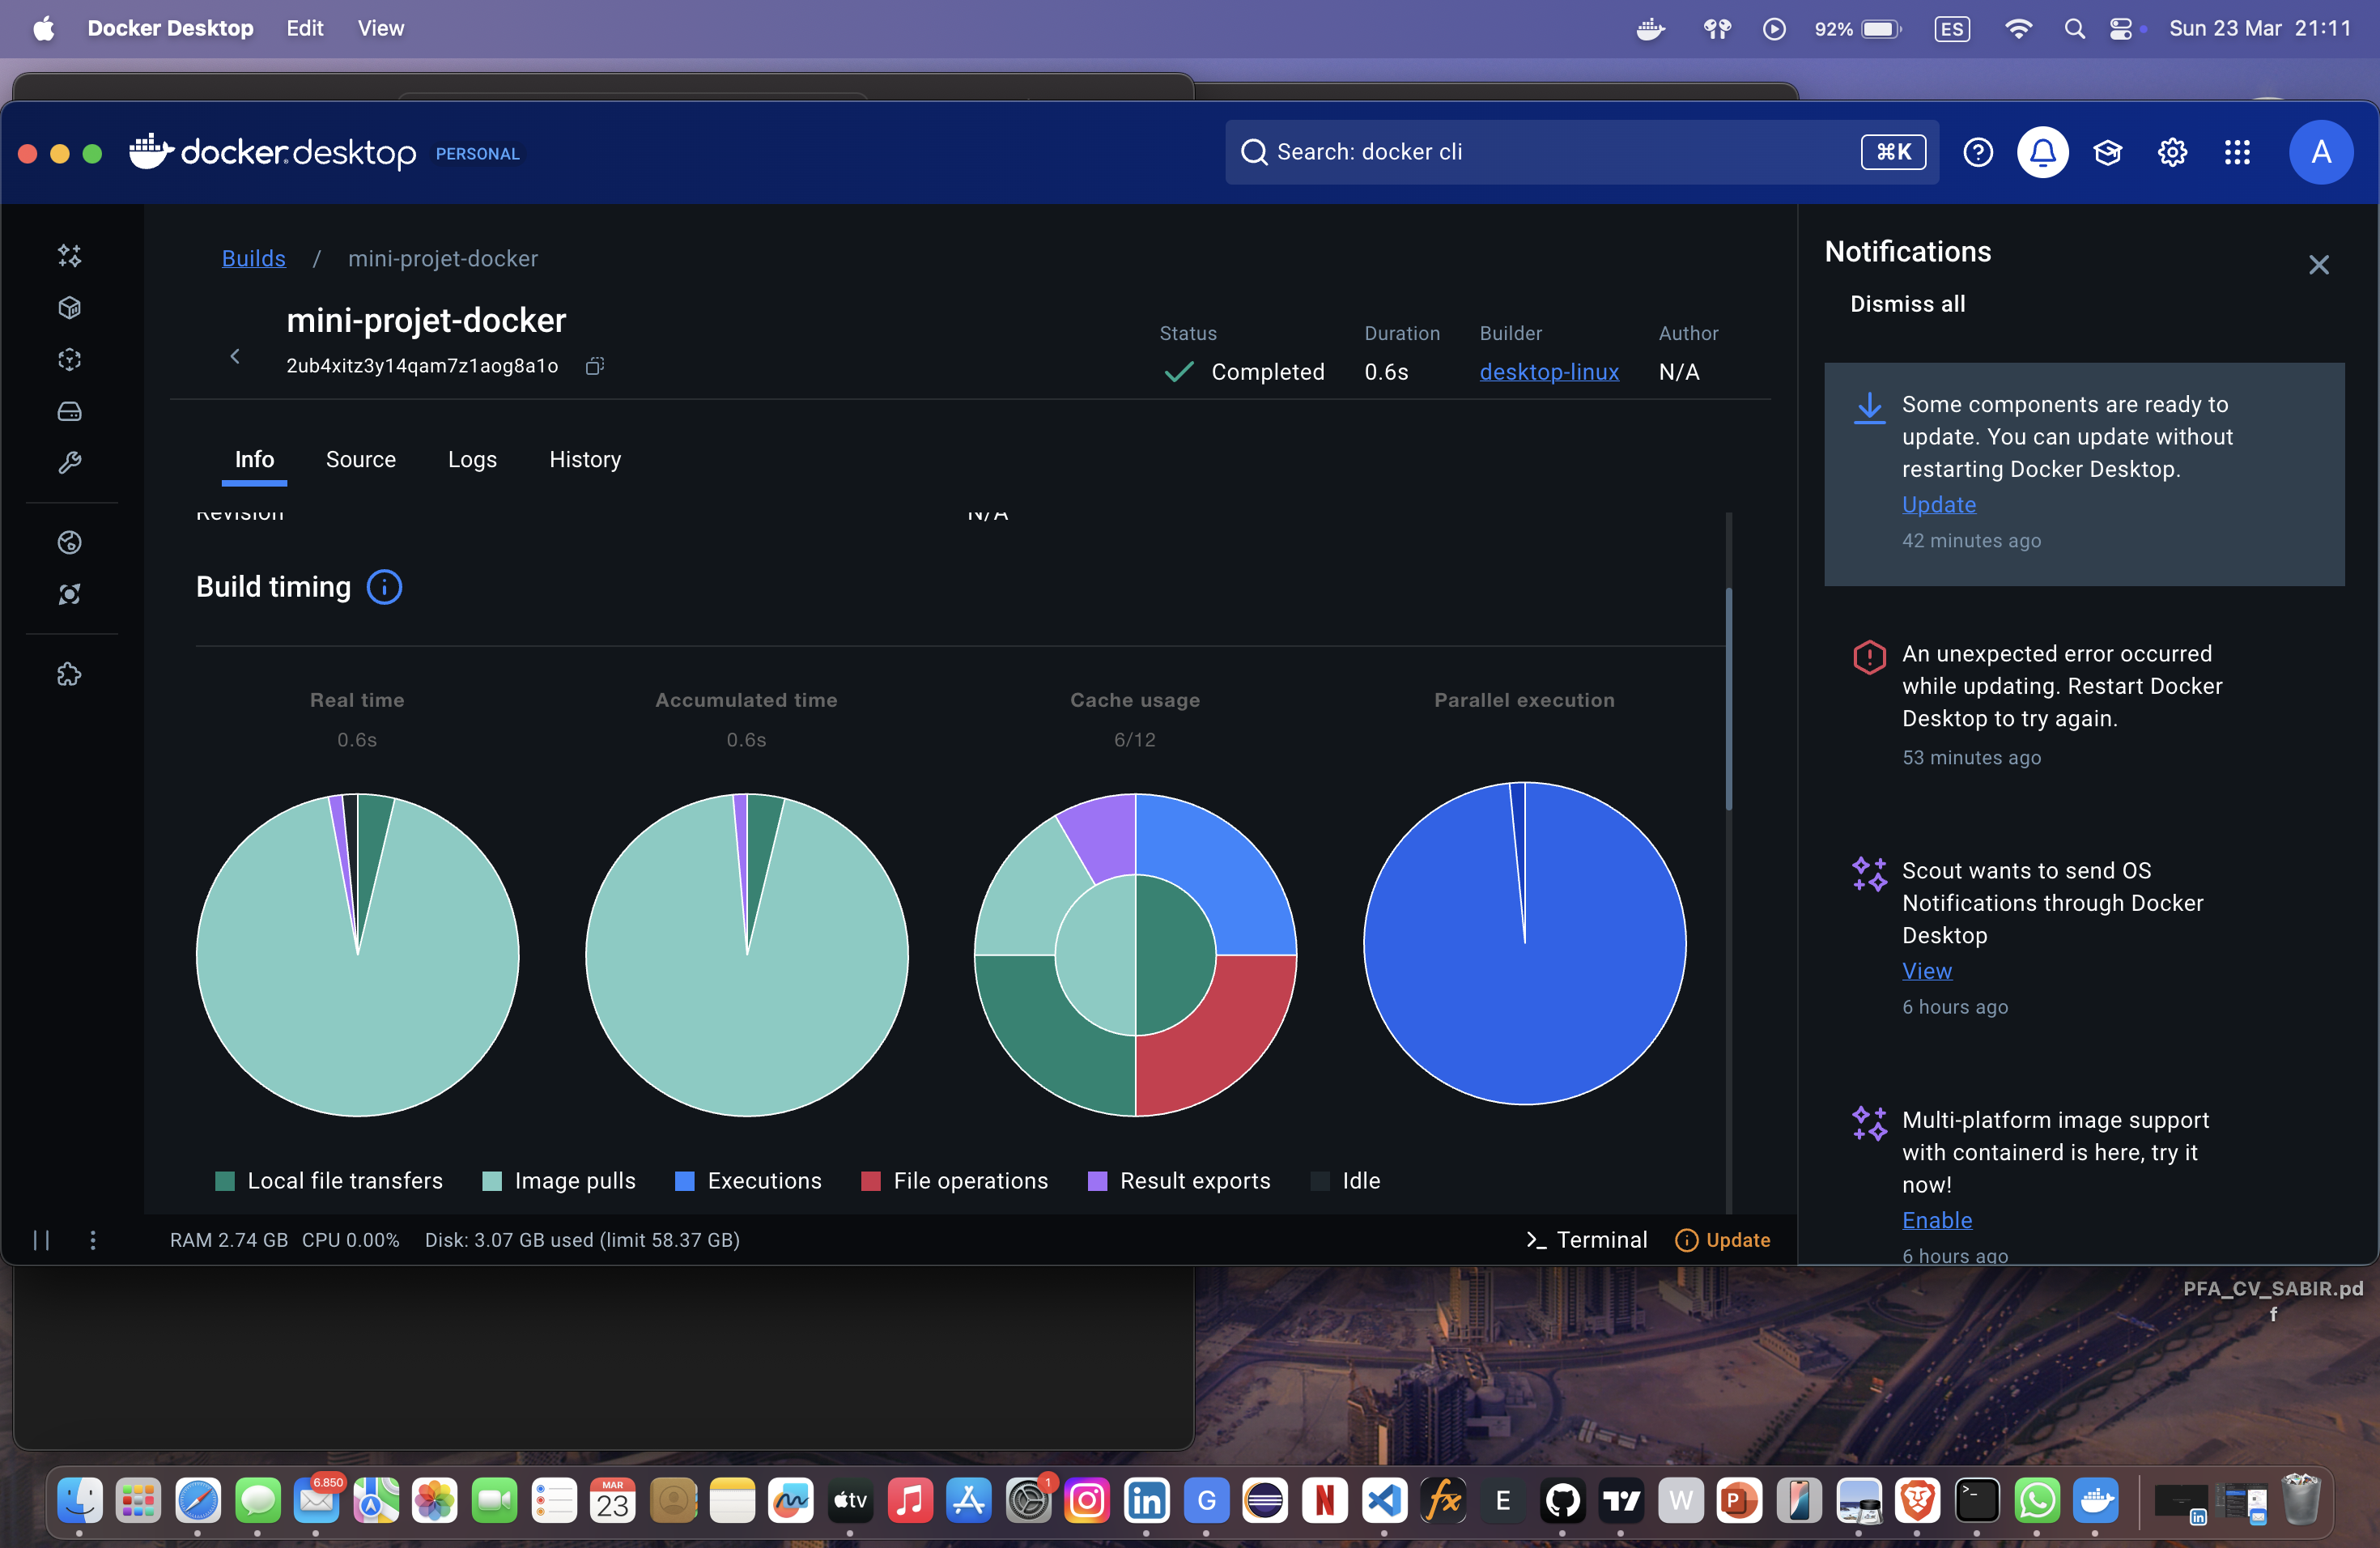 Docker Desktop Edit View
92% ES Sun 23 Mar 21:11
docker desktop PERSONAL
Search: docker cli
⌘K
A
Builds / mini-projet-docker
mini-projet-docker
2ub4xitz3y14qam7z1aog8a1o
Status Duration Builder Author
Completed 0.6s desktop-linux N/A
Info Source Logs History
Revision N/A
Build timing
Real time Accumulated time Cache usage Parallel execution
0.6s 0.6s 6/12
Local file transfers Image pulls Executions File operations Result exports Idle
RAM 2.74 GB CPU 0.00% Disk: 3.07 GB used (limit 58.37 GB)
Terminal Update
Notifications
Dismiss all
Some components are ready to
update. You can update without
restarting Docker Desktop.
Update
42 minutes ago
An unexpected error occurred
while updating. Restart Docker
Desktop to try again.
53 minutes ago
Scout wants to send OS
Notifications through Docker
Desktop
View
6 hours ago
Multi-platform image support
with containerd is here, try it
now!
Enable
6 hours ago
PFA_CV_SABIR.pd
f
6.850
MAR
23
tv
1
in
G
N
fx
E
W
P
in